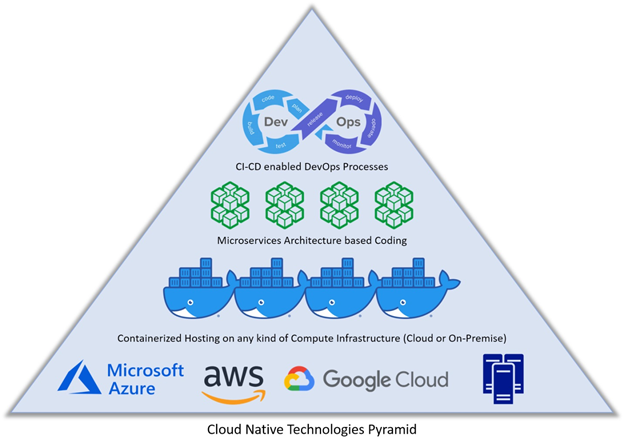 code
plan
build
test
Dev
release
deploy
operate
monitor
Ops
CI-CD enabled DevOps Processes
Microservices Architecture based Coding
Containerized Hosting on any kind of Compute Infrastructure (Cloud or On-Premise)
Microsoft
Azure
aws
Google Cloud
Cloud Native Technologies Pyramid